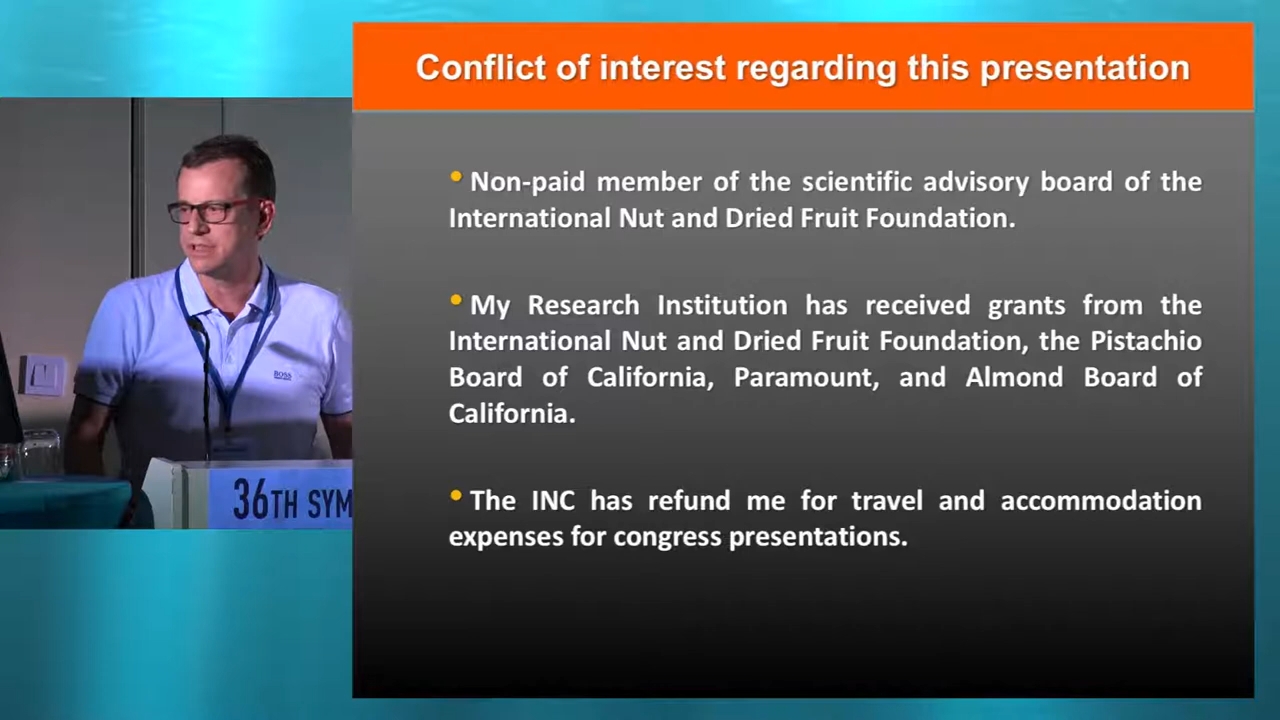 Conflict of interest regarding this presentation
• Non-paid member of the scientific advisory board of the
International Nut and Dried Fruit Foundation.
• My Research Institution has received grants from the
International Nut and Dried Fruit Foundation, the Pistachio
Board of California, Paramount, and Almond Board of
California.
• The INC has refund me for travel and accommodation
expenses for congress presentations.
BOSS
36TH SYM